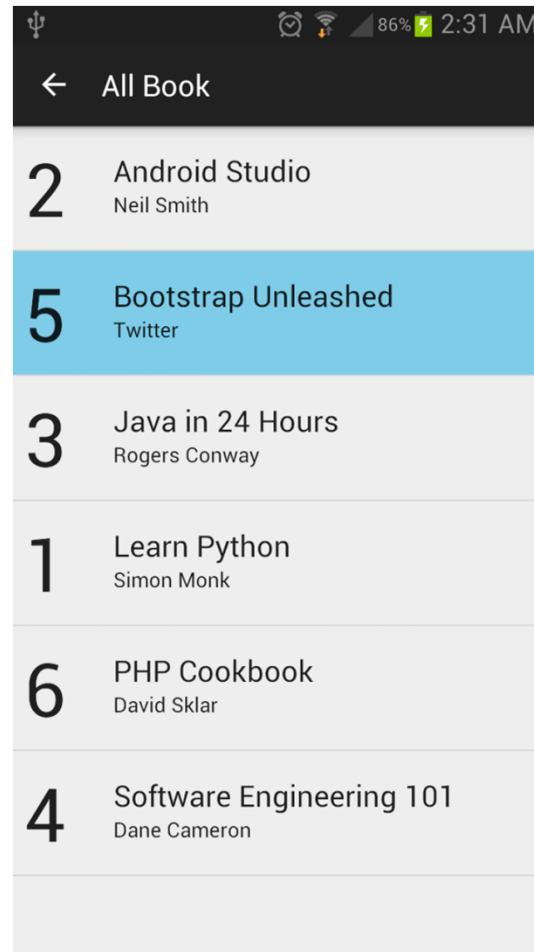 86% 2:31 AM
All Book
2
Android Studio
Neil Smith
5
Bootstrap Unleashed
Twitter
3
Java in 24 Hours
Rogers Conway
1
Learn Python
Simon Monk
6
PHP Cookbook
David Sklar
4
Software Engineering 101
Dane Cameron